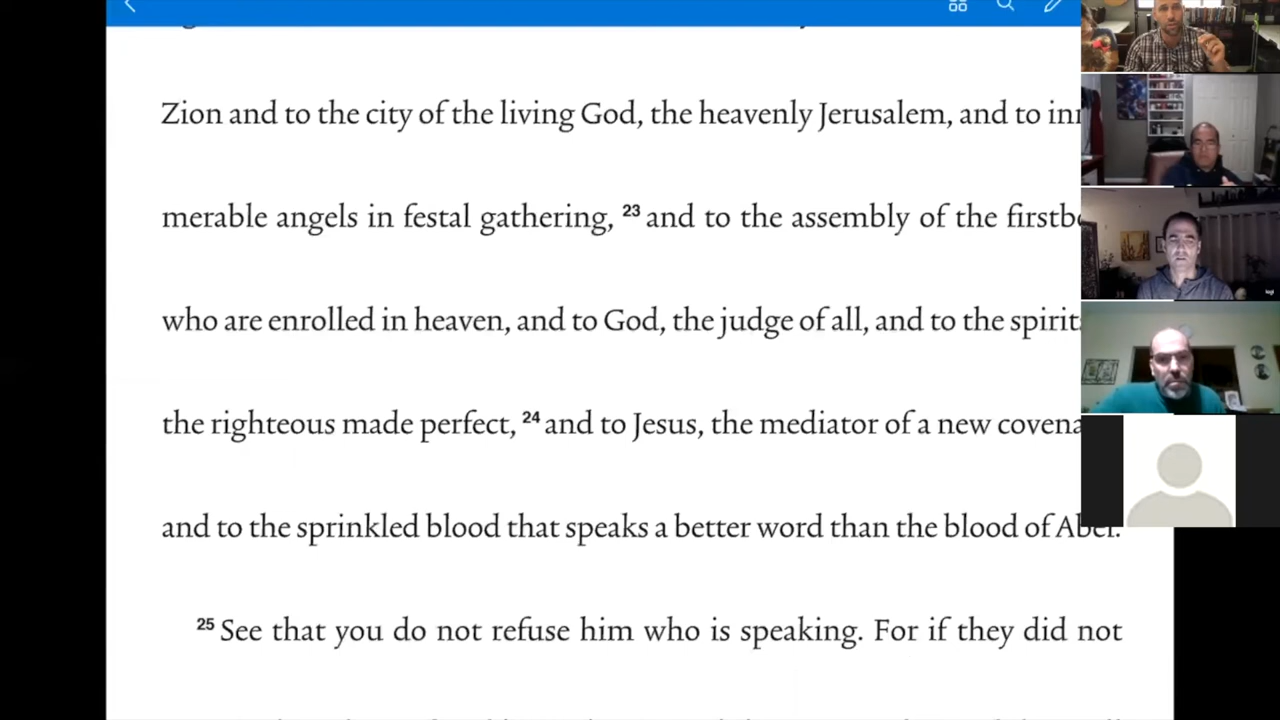 Zion and to the city of the living God, the heavenly Jerusalem, and to
merable angels in festal gathering, 23 and to the assembly of the
who are enrolled in heaven, and to God, the judge of all, and to the
the righteous made perfect, 24 and to Jesus, the mediator of a new
and to the sprinkled blood that speaks a better word than the blood of Abel.
25 See that you do not refuse him who is speaking. For if they did not